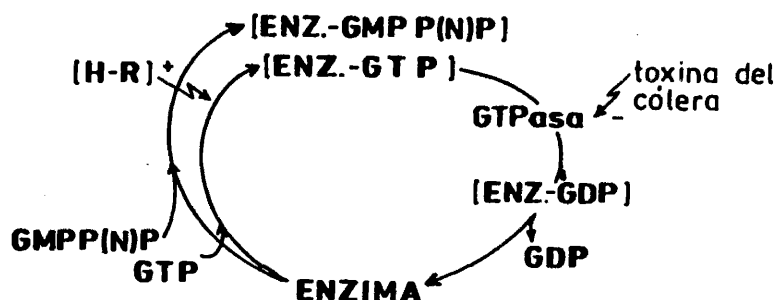 [ENZ.-GMP P(N)P]
[H-R]+
[ENZ.-GTP]
toxina del
cólera
GTPasa -
[ENZ.-GDP]
GMPP(N)P
GTP
GDP
ENZIMA